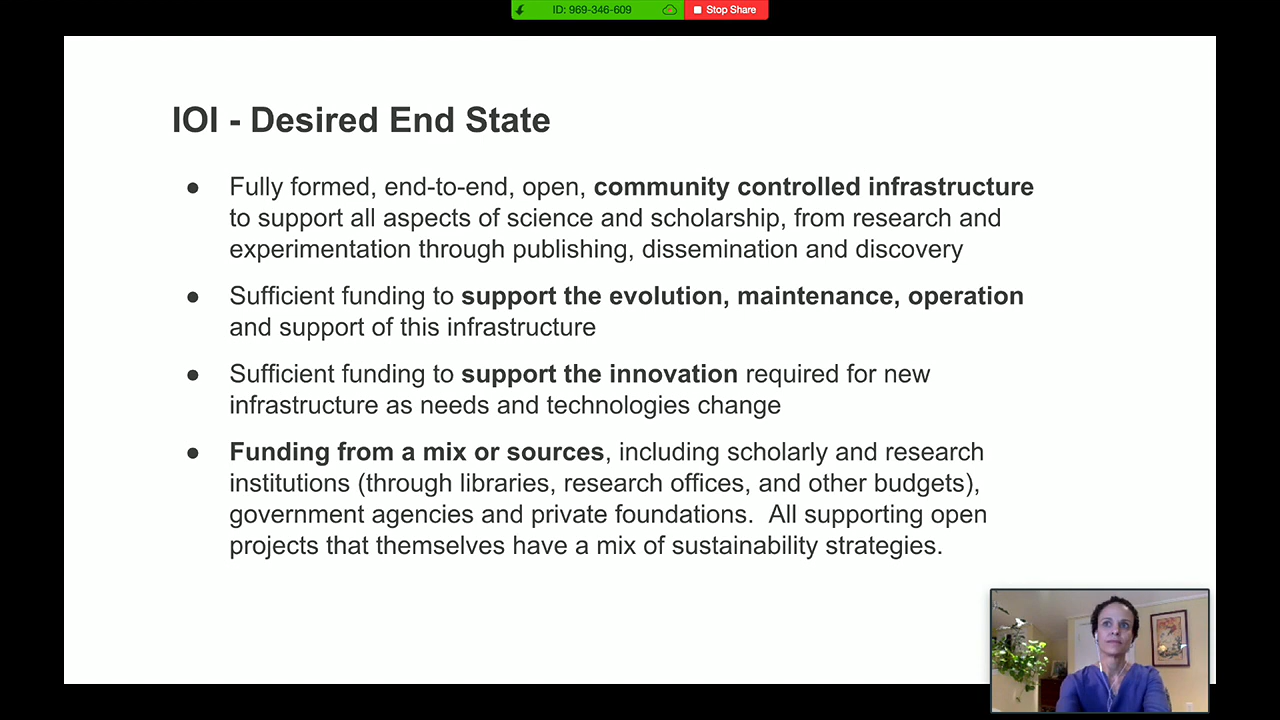 ID: 969-346-609
Stop Share
IOI - Desired End State
● Fully formed, end-to-end, open, community controlled infrastructure
to support all aspects of science and scholarship, from research and
experimentation through publishing, dissemination and discovery
● Sufficient funding to support the evolution, maintenance, operation
and support of this infrastructure
● Sufficient funding to support the innovation required for new
infrastructure as needs and technologies change
● Funding from a mix or sources, including scholarly and research
institutions (through libraries, research offices, and other budgets),
government agencies and private foundations.  All supporting open
projects that themselves have a mix of sustainability strategies.